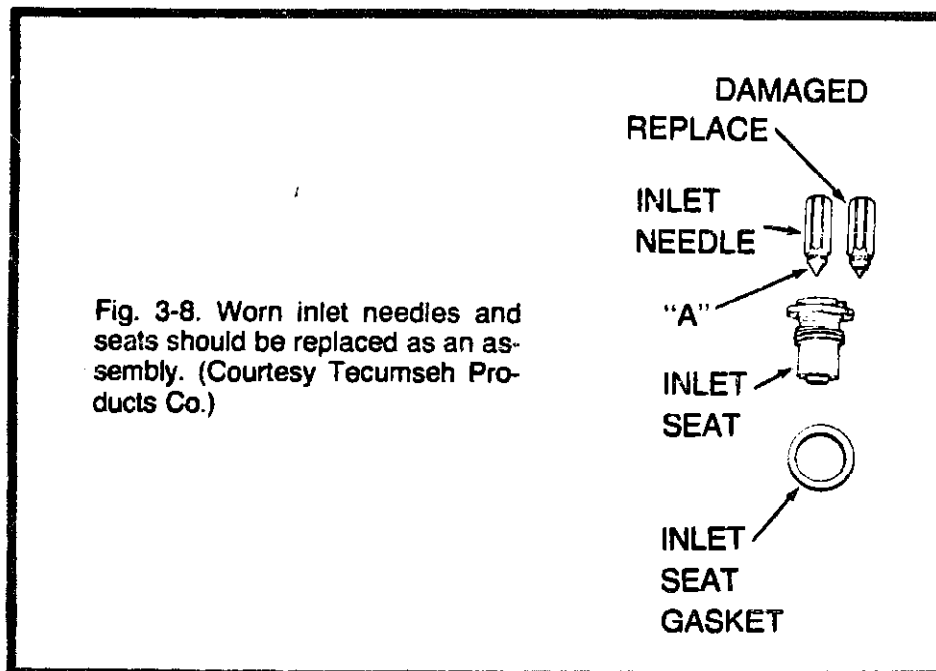 DAMAGED
REPLACE
INLET
NEEDLE
"A"
INLET
SEAT
INLET
SEAT
GASKET
Fig. 3-8. Worn inlet needles and
seats should be replaced as an as-
sembly. (Courtesy Tecumseh Pro-
ducts Co.)